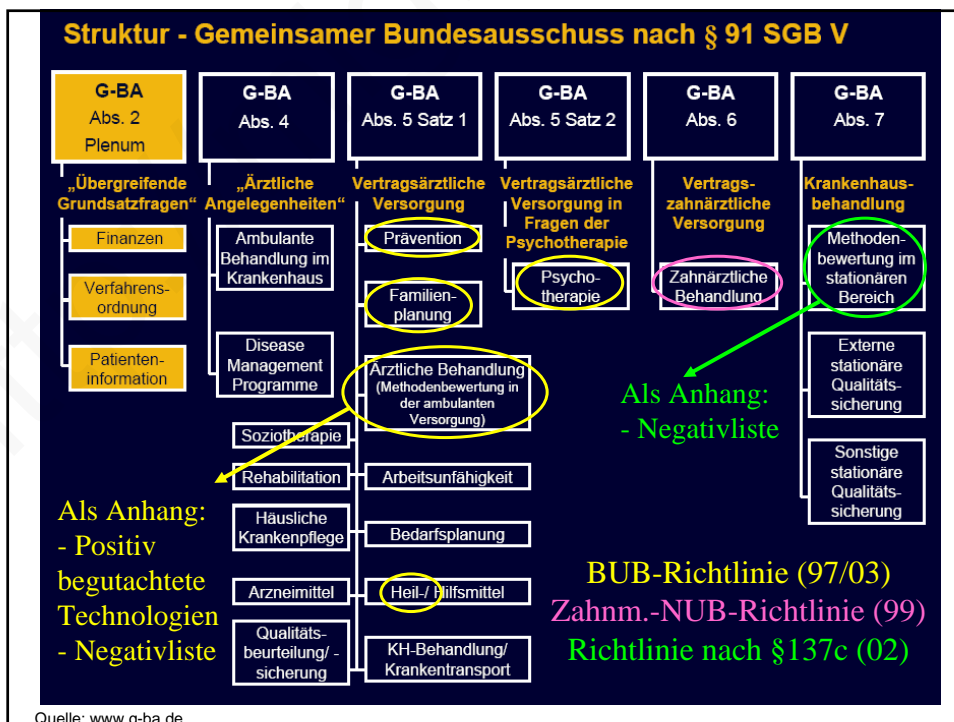 Struktur - Gemeinsamer Bundesausschuss nach § 91 SGB V
G-BA
Abs. 2
Plenum
„Übergreifende
Grundsatzfragen“
Finanzen
Verfahrens-
ordnung
Patienten-
information
G-BA
Abs. 4
„Ärztliche
Angelegenheiten“
Ambulante
Behandlung im
Krankenhaus
Disease
Management
Programme
G-BA
Abs. 5 Satz 1
Vertragsärztliche
Versorgung
Prävention
Familien-
planung
Ärztliche Behandlung
(Methodenbewertung in
der ambulanten
Versorgung)
Soziotherapie
Rehabilitation
Arbeitsunfähigkeit
Häusliche
Krankenpflege
Bedarfsplanung
Arzneimittel
Heil-/ Hilfsmittel
Qualitäts-
beurteilung/ -
sicherung
KH-Behandlung/
Krankentransport
G-BA
Abs. 5 Satz 2
Vertragsärztliche
Versorgung in
Fragen der
Psychotherapie
Psycho-
therapie
G-BA
Abs. 6
Vertrags-
zahnärztliche
Versorgung
Zahnärztliche
Behandlung
G-BA
Abs. 7
Krankenhaus-
behandlung
Methoden-
bewertung im
stationären
Bereich
Externe
stationäre
Qualitäts-
sicherung
Sonstige
stationäre
Qualitäts-
sicherung
Als Anhang:
- Negativliste
Als Anhang:
- Positiv
begutachtete
Technologien
- Negativliste
BUB-Richtlinie (97/03)
Zahnm.-NUB-Richtlinie (99)
Richtlinie nach §137c (02)
Quelle: www.g-ba.de